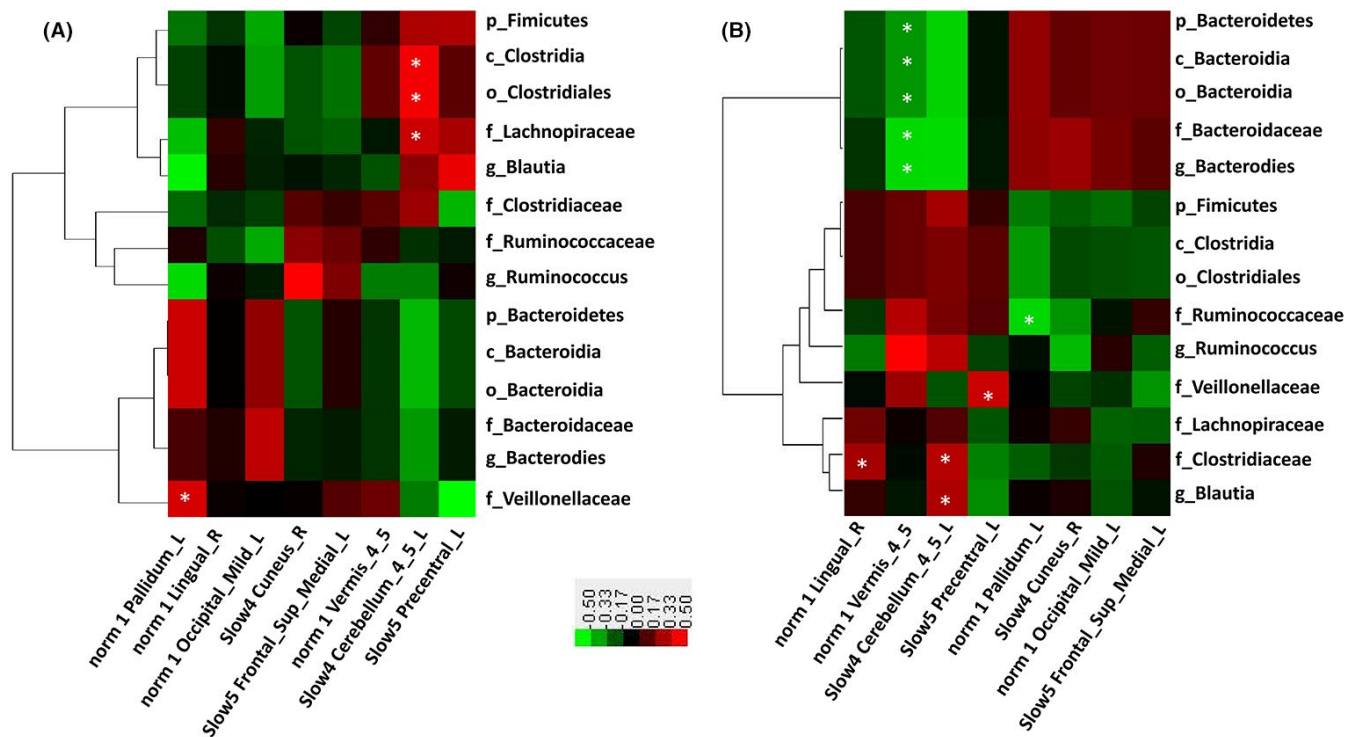 (A)
p_Fimicutes
c_Clostridia
o_Clostridiales
f_Lachnopiraceae
g_Blautia
f_Clostridiaceae
f_Ruminococcaceae
g_Ruminococcus
p_Bacteroidetes
c_Bacteroidia
o_Bacteroidia
f_Bacteroidaceae
g_Bacterodies
f_Veillonellaceae
*
*
*
*
norm 1 Pallidum_L
norm 1 Lingual_R
norm 1 Occipital_Mild_L
Slow4 Cuneus_R
Slow5 Frontal_Sup_Medial_L
norm 1 Vermis_4_5
Slow4 Cerebellum_4_5_L
Slow5 Precentral_L
-0.50
-0.33
-0.17
0.00
0.17
0.33
0.50
(B)
p_Bacteroidetes
c_Bacteroidia
o_Bacteroidia
f_Bacteroidaceae
g_Bacterodies
p_Fimicutes
c_Clostridia
o_Clostridiales
f_Ruminococcaceae
g_Ruminococcus
f_Veillonellaceae
f_Lachnopiraceae
f_Clostridiaceae
g_Blautia
*
*
*
*
*
*
*
* *
*
norm 1 Lingual_R
norm 1 Vermis_4_5
Slow4 Cerebellum_4_5_L
Slow5 Precentral_L
norm 1 Pallidum_L
Slow4 Cuneus_R
norm 1 Occipital_Mild_L
Slow5 Frontal_Sup_Medial_L